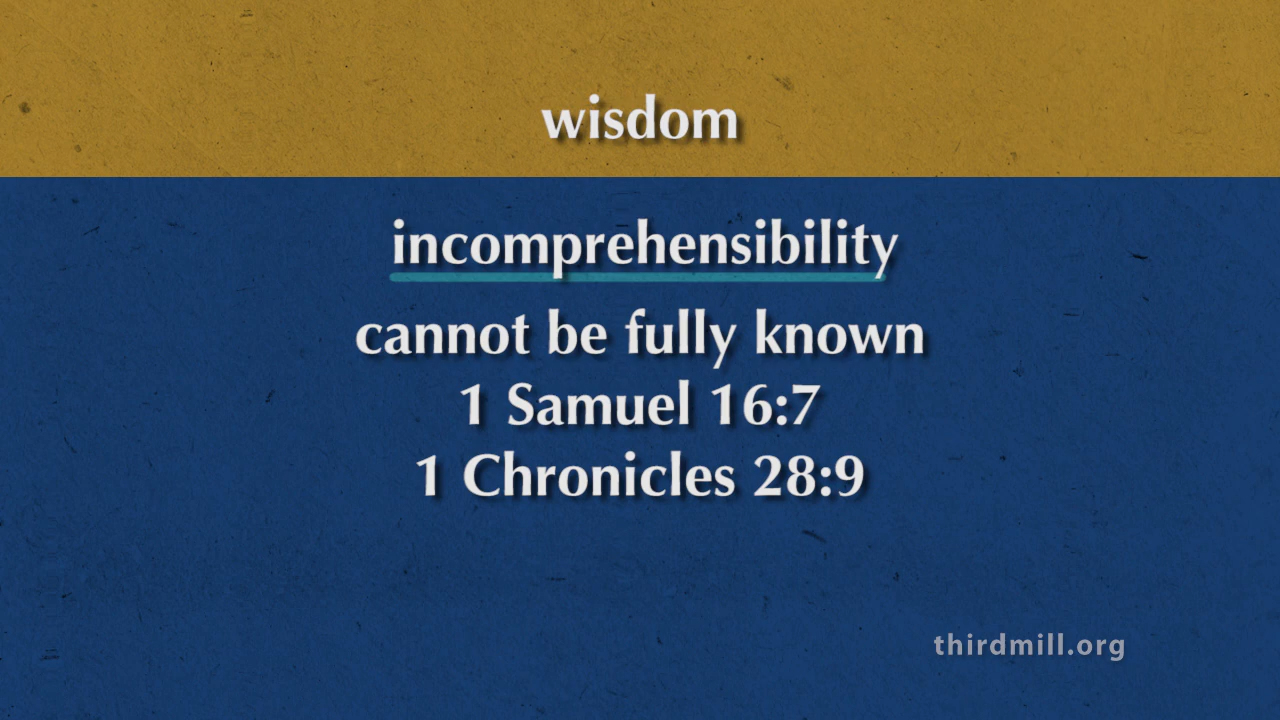 wisdom
incomprehensibility
cannot be fully known
1 Samuel 16:7
1 Chronicles 28:9
thirdmill.org